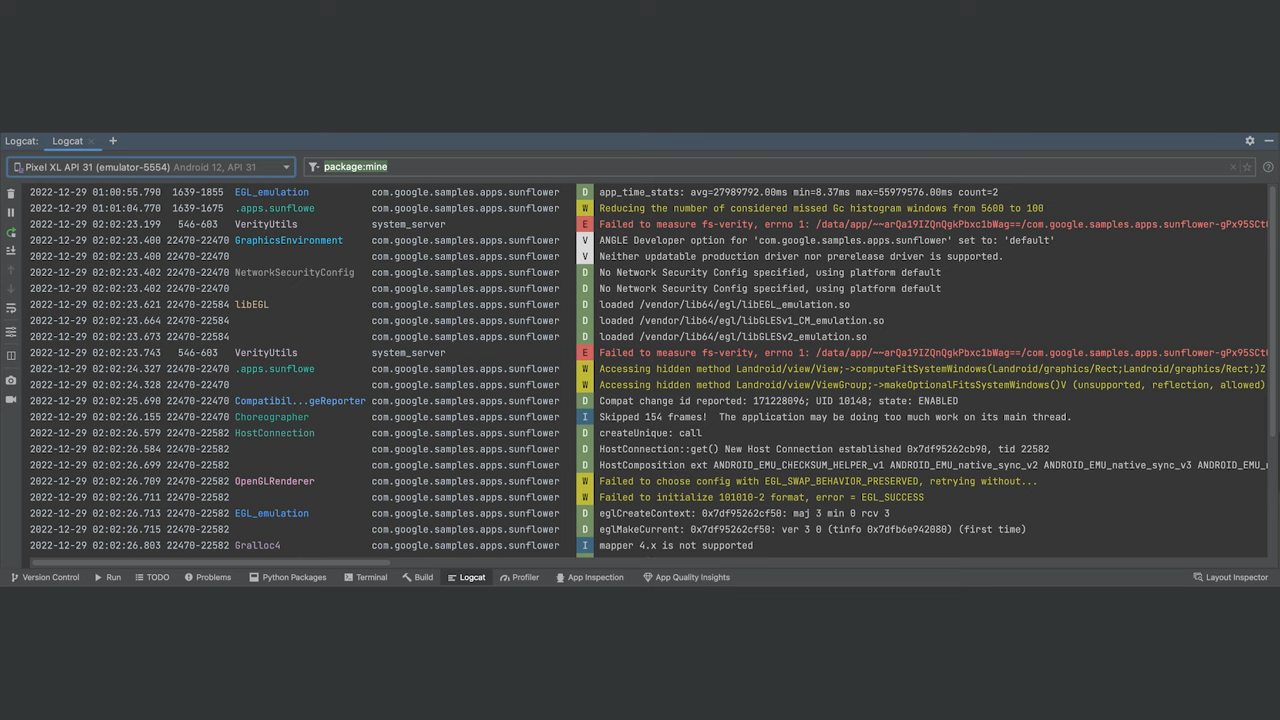 Logcat: Logcat
Pixel XL API 31 (emulator-5554) Android 12, API 31 package:mine
2022-12-29 01:00:55.790 1639-1855 EGL_emulation com.google.samples.apps.sunflower D app_time_stats: avg=27989792.00ms min=8.37ms max=55979576.00ms count=2
2022-12-29 01:01:04.770 1639-1675 .apps.sunflowe com.google.samples.apps.sunflower W Reducing the number of considered missed Gc histogram windows from 5600 to 100
2022-12-29 02:02:23.199 546-603 VerityUtils system_server E Failed to measure fs-verity, errno 1: /data/app/~~arQa19IZQnQgkPbxc1bWag==/com.google.samples.apps.sunflower-gPx95SCt
2022-12-29 02:02:23.400 22470-22470 GraphicsEnvironment com.google.samples.apps.sunflower V ANGLE Developer option for 'com.google.samples.apps.sunflower' set to: 'default'
2022-12-29 02:02:23.400 22470-22470 com.google.samples.apps.sunflower V Neither updatable production driver nor prerelease driver is supported.
2022-12-29 02:02:23.402 22470-22470 NetworkSecurityConfig com.google.samples.apps.sunflower D No Network Security Config specified, using platform default
2022-12-29 02:02:23.402 22470-22470 com.google.samples.apps.sunflower D No Network Security Config specified, using platform default
2022-12-29 02:02:23.621 22470-22584 libEGL com.google.samples.apps.sunflower D loaded /vendor/lib64/egl/libEGL_emulation.so
2022-12-29 02:02:23.664 22470-22584 com.google.samples.apps.sunflower D loaded /vendor/lib64/egl/libGLESv1_CM_emulation.so
2022-12-29 02:02:23.673 22470-22584 com.google.samples.apps.sunflower D loaded /vendor/lib64/egl/libGLESv2_emulation.so
2022-12-29 02:02:23.743 546-603 VerityUtils system_server E Failed to measure fs-verity, errno 1: /data/app/~~arQa19IZQnQgkPbxc1bWag==/com.google.samples.apps.sunflower-gPx95SCt
2022-12-29 02:02:24.327 22470-22470 .apps.sunflowe com.google.samples.apps.sunflower W Accessing hidden method Landroid/view/View;->computeFitSystemWindows(Landroid/graphics/Rect;Landroid/graphics/Rect;)Z
2022-12-29 02:02:24.328 22470-22470 com.google.samples.apps.sunflower W Accessing hidden method Landroid/view/ViewGroup;->makeOptionalFitsSystemWindows()V (unsupported, reflection, allowed)
2022-12-29 02:02:25.690 22470-22470 Compatibil...geReporter com.google.samples.apps.sunflower D Compat change id reported: 171228096; UID 10148; state: ENABLED
2022-12-29 02:02:26.155 22470-22470 Choreographer com.google.samples.apps.sunflower I Skipped 154 frames! The application may be doing too much work on its main thread.
2022-12-29 02:02:26.579 22470-22582 HostConnection com.google.samples.apps.sunflower D createUnique: call
2022-12-29 02:02:26.584 22470-22582 com.google.samples.apps.sunflower D HostConnection::get() New Host Connection established 0x7df95262cb90, tid 22582
2022-12-29 02:02:26.699 22470-22582 com.google.samples.apps.sunflower D HostComposition ext ANDROID_EMU_CHECKSUM_HELPER_v1 ANDROID_EMU_native_sync_v2 ANDROID_EMU_native_sync_v3 ANDROID_EMU_
2022-12-29 02:02:26.709 22470-22582 OpenGLRenderer com.google.samples.apps.sunflower W Failed to choose config with EGL_SWAP_BEHAVIOR_PRESERVED, retrying without...
2022-12-29 02:02:26.711 22470-22582 com.google.samples.apps.sunflower W Failed to initialize 101010-2 format, error = EGL_SUCCESS
2022-12-29 02:02:26.713 22470-22582 EGL_emulation com.google.samples.apps.sunflower D eglCreateContext: 0x7df95262cf50: maj 3 min 0 rcv 3
2022-12-29 02:02:26.715 22470-22582 com.google.samples.apps.sunflower D eglMakeCurrent: 0x7df95262cf50: ver 3 0 (tinfo 0x7dfb6e942080) (first time)
2022-12-29 02:02:26.803 22470-22582 Gralloc4 com.google.samples.apps.sunflower I mapper 4.x is not supported
Version Control Run TODO Problems Python Packages Terminal Build Logcat Profiler App Inspection App Quality Insights Layout Inspector